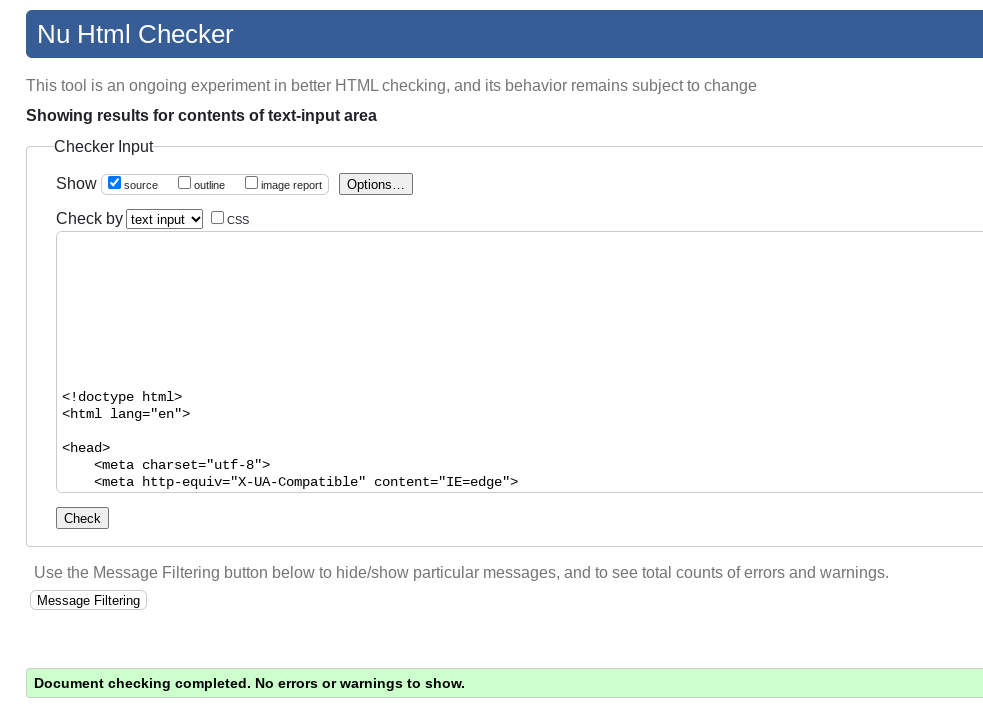 Nu Html Checker
This tool is an ongoing experiment in better HTML checking, and its behavior remains subject to change
Showing results for contents of text-input area
Checker Input
Show source outline image report Options...
Check by text input CSS
<!doctype html>
<html lang="en">
<head>
<meta charset="utf-8">
<meta http-equiv="X-UA-Compatible" content="IE=edge">
Check
Use the Message Filtering button below to hide/show particular messages, and to see total counts of errors and warnings.
Message Filtering
Document checking completed. No errors or warnings to show.